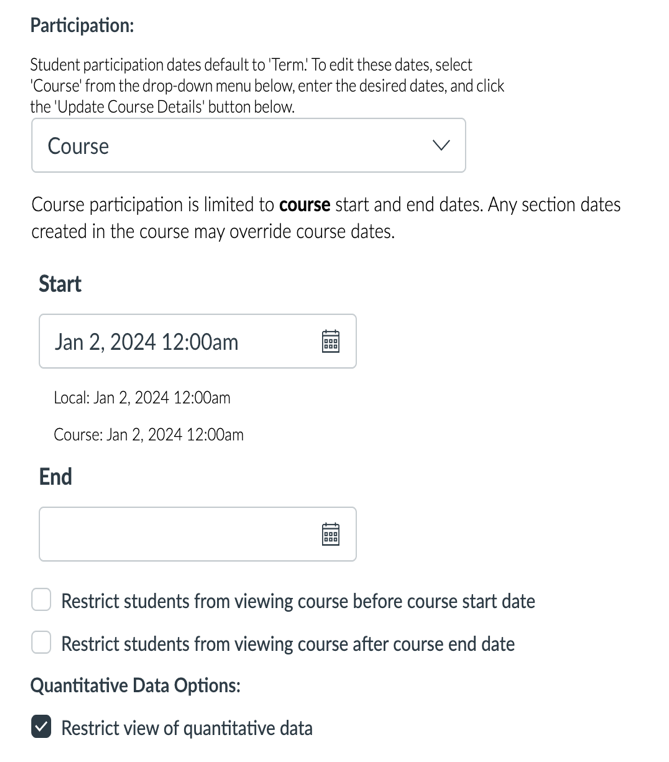 Participation:
Student participation dates default to 'Term.' To edit these dates, select
'Course' from the drop-down menu below, enter the desired dates, and click
the 'Update Course Details' button below.
Course
Course participation is limited to course start and end dates. Any section dates
created in the course may override course dates.
Start
Jan 2, 2024 12:00am
Local: Jan 2, 2024 12:00am
Course: Jan 2, 2024 12:00am
End
Restrict students from viewing course before course start date
Restrict students from viewing course after course end date
Quantitative Data Options:
Restrict view of quantitative data